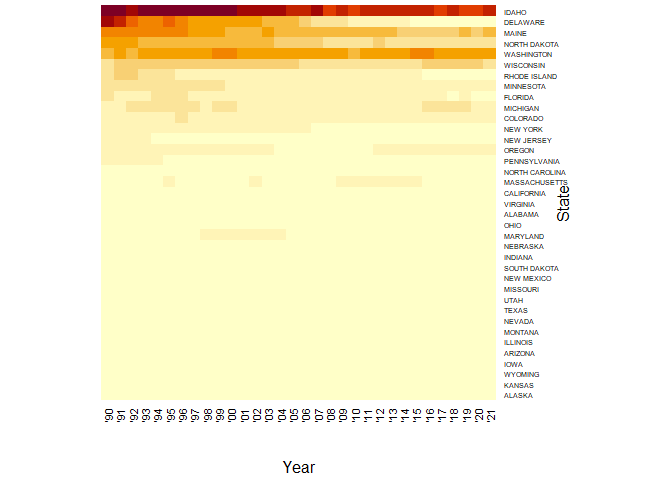 IDAHO
DELAWARE
MAINE
NORTH DAKOTA
WASHINGTON
WISCONSIN
RHODE ISLAND
MINNESOTA
FLORIDA
MICHIGAN
COLORADO
NEW YORK
NEW JERSEY
OREGON
PENNSYLVANIA
NORTH CAROLINA
MASSACHUSETTS
CALIFORNIA
VIRGINIA
ALABAMA
OHIO
MARYLAND
NEBRASKA
INDIANA
SOUTH DAKOTA
NEW MEXICO
MISSOURI
UTAH
TEXAS
NEVADA
MONTANA
ILLINOIS
ARIZONA
IOWA
WYOMING
KANSAS
ALASKA
State
'90 '91 '92 '93 '94 '95 '96 '97 '98 '99 '00 '01 '02 '03 '04 '05 '06 '07 '08 '09 '10 '11 '12 '13 '14 '15 '16 '17 '18 '19 '20 '21
Year